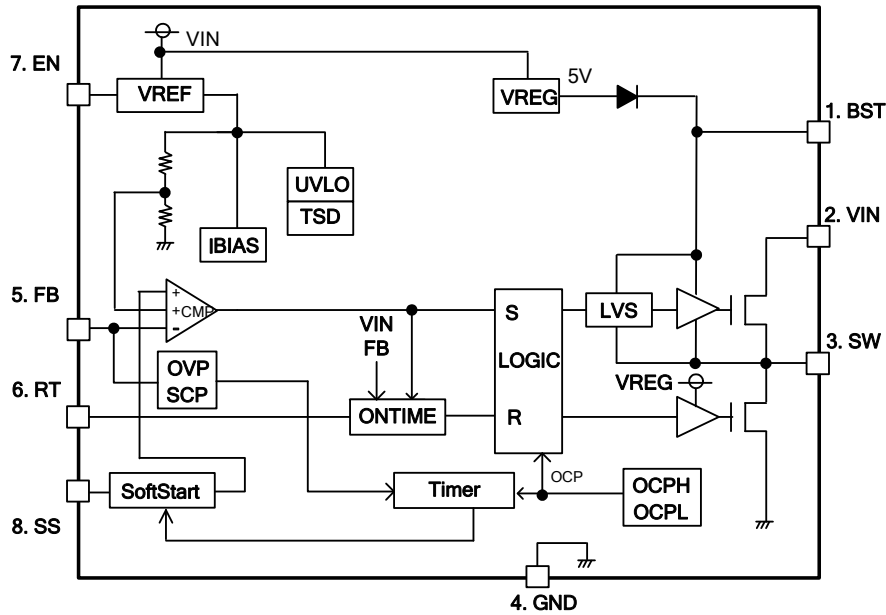 VIN
7. EN
VREF
VREG
5V
1. BST
UVLO
TSD
IBIAS
2. VIN
5. FB
+
+CMP
-
VIN
FB
S
LOGIC
R
LVS
3. SW
OVP
SCP
VREG
6. RT
ONTIME
OCP
SoftStart
Timer
OCPH
OCPL
8. SS
4. GND